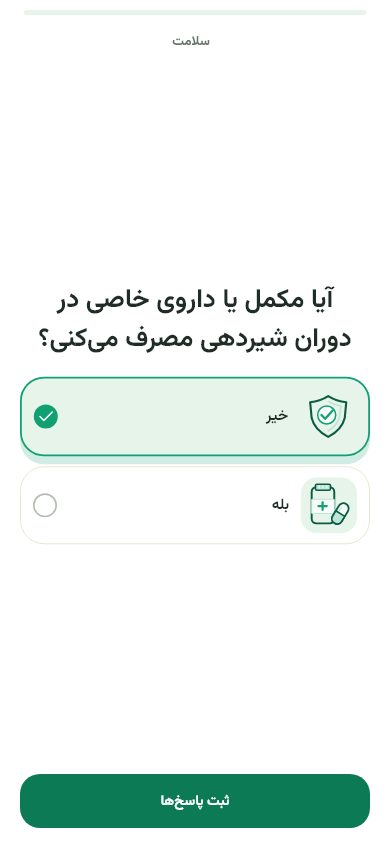 سلامت
آیا مکمل یا داروی خاصی در
دوران شیردهی مصرف می‌کنی؟
خیر
بله
ثبت پاسخ‌ها